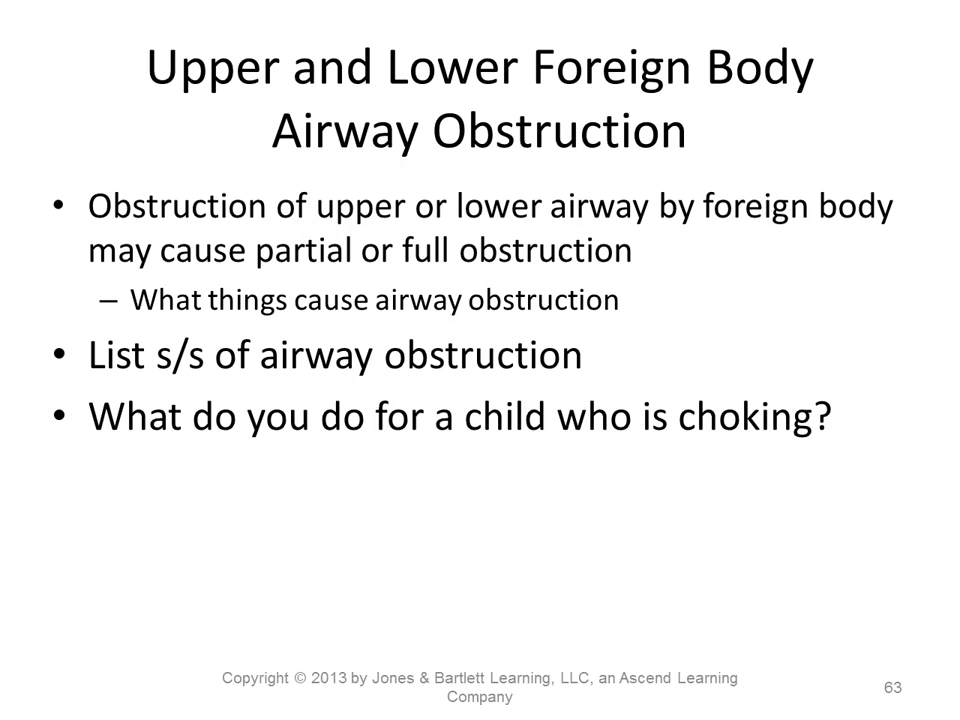 Upper and Lower Foreign Body
Airway Obstruction
• Obstruction of upper or lower airway by foreign body
may cause partial or full obstruction
– What things cause airway obstruction
• List s/s of airway obstruction
• What do you do for a child who is choking?
Copyright © 2013 by Jones & Bartlett Learning, LLC, an Ascend Learning
Company
63